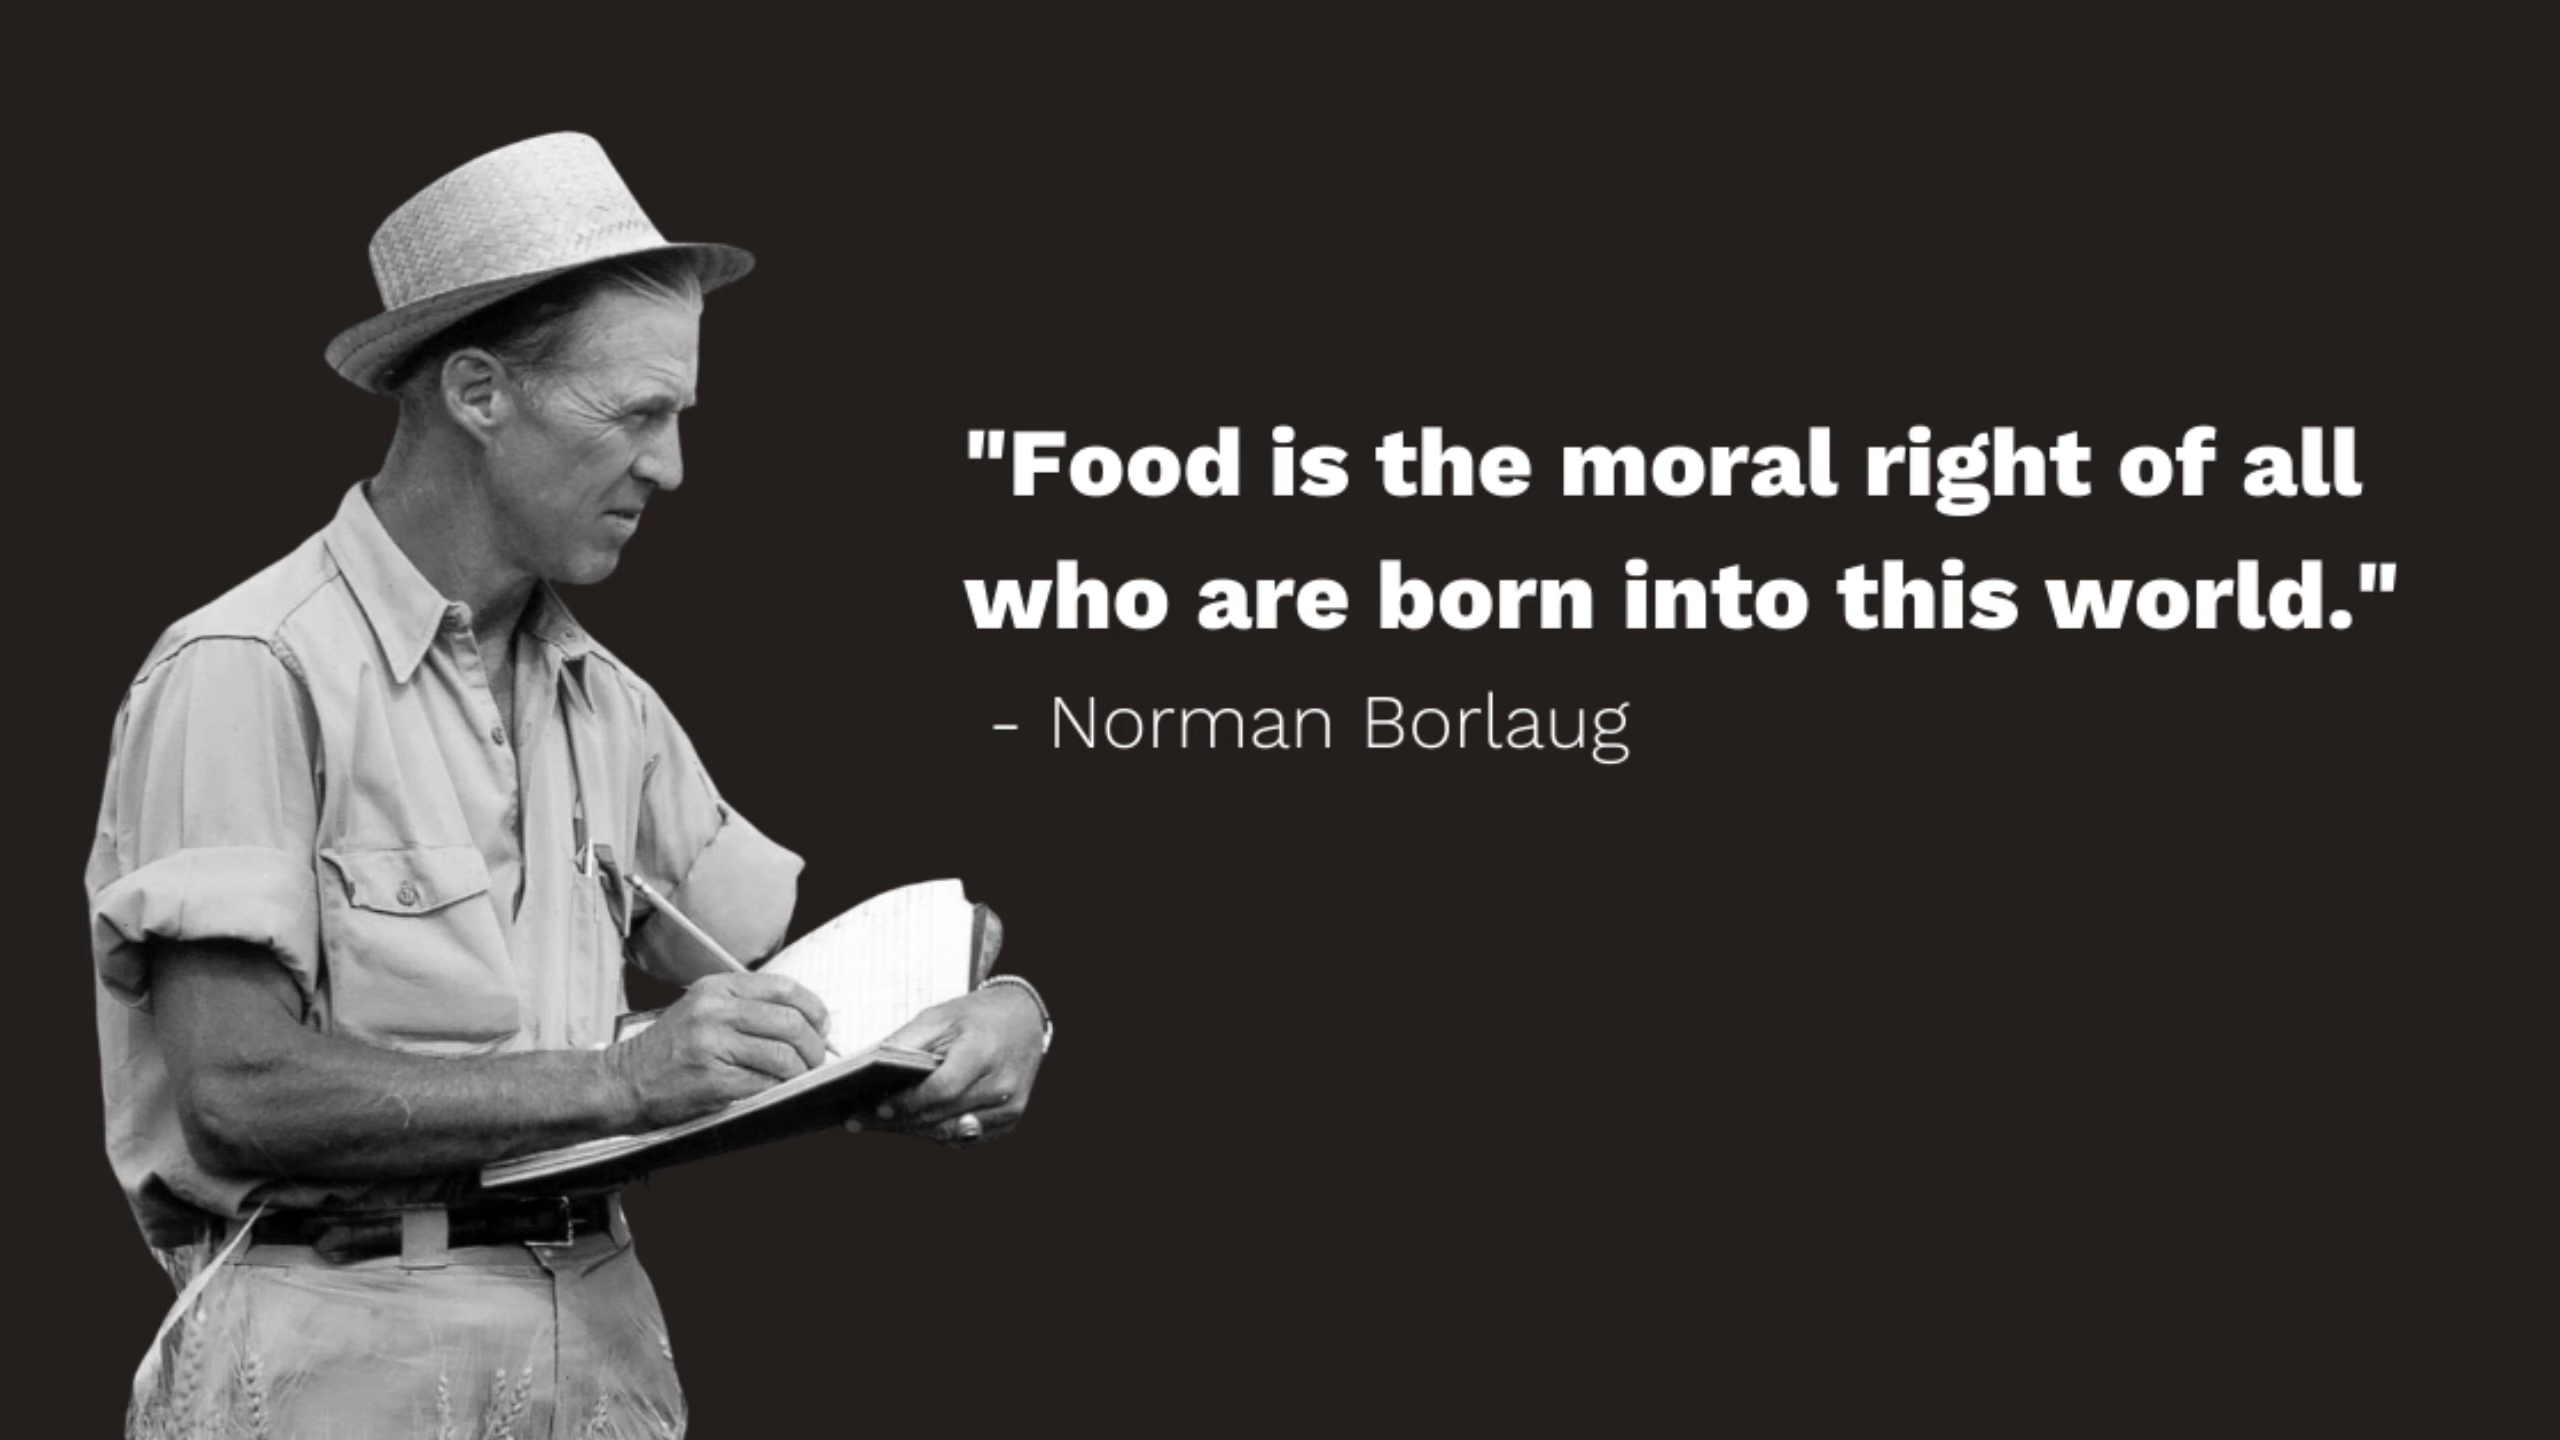 "Food is the moral right of all
who are born into this world."
- Norman Borlaug